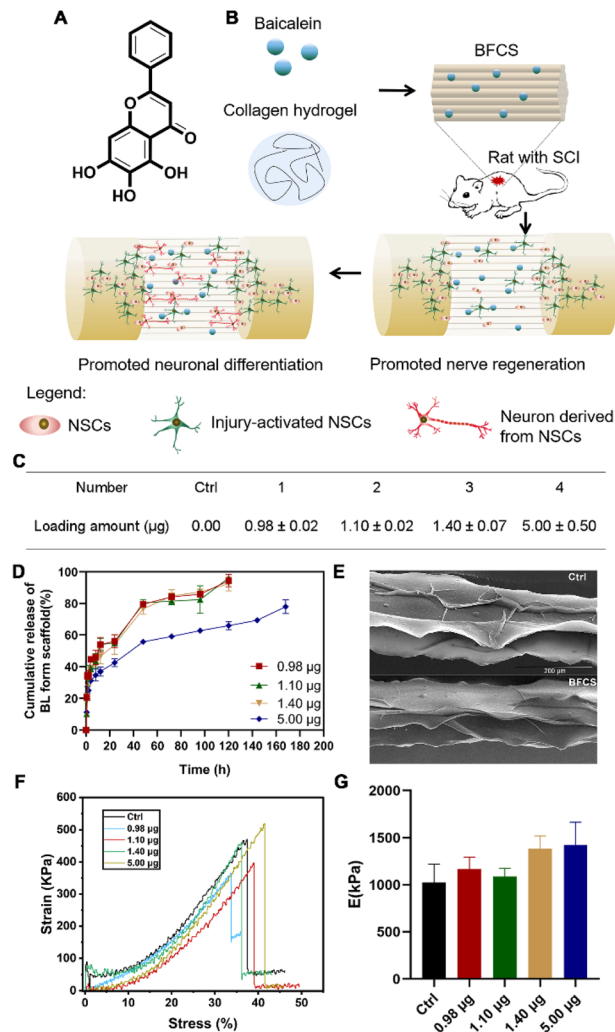 A
B
Baicalein
BFCS
Collagen hydrogel
O
O
HO
OH
OH
Rat with SCI
Promoted neuronal differentiation
Promoted nerve regeneration
Legend:
NSCs
Injury-activated NSCs
Neuron derived
from NSCs
C
Number Ctrl 1 2 3 4
Loading amount (μg) 0.00 0.98 ± 0.02 1.10 ± 0.02 1.40 ± 0.07 5.00 ± 0.50
D
Cumulative release of
BL form scaffold(%)
100
80
60
40
20
0
0.98 μg
1.10 μg
1.40 μg
5.00 μg
0 20 40 60 80 100 120 140 160 180 200
Time (h)
E
Ctrl
200 μm
BFCS
F
Strain (KPa)
600
500
400
300
200
100
0
Ctrl
0.98 μg
1.10 μg
1.40 μg
5.00 μg
0 10 20 30 40 50
Stress (%)
G
E(kPa)
2000
1500
1000
500
0
Ctrl
0.98 μg
1.10 μg
1.40 μg
5.00 μg